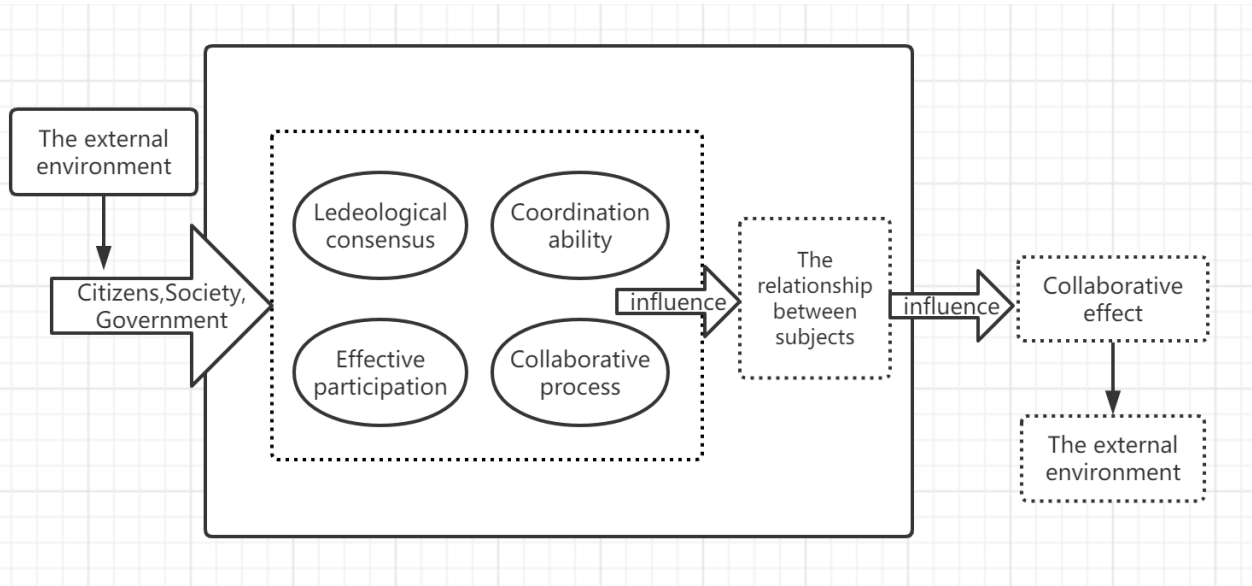 The external
environment
Citizens,Society,
Government
Ledeological
consensus
Coordination
ability
Effective
participation
Collaborative
process
influence
The
relationship
between
subjects
influence
Collaborative
effect
The external
environment